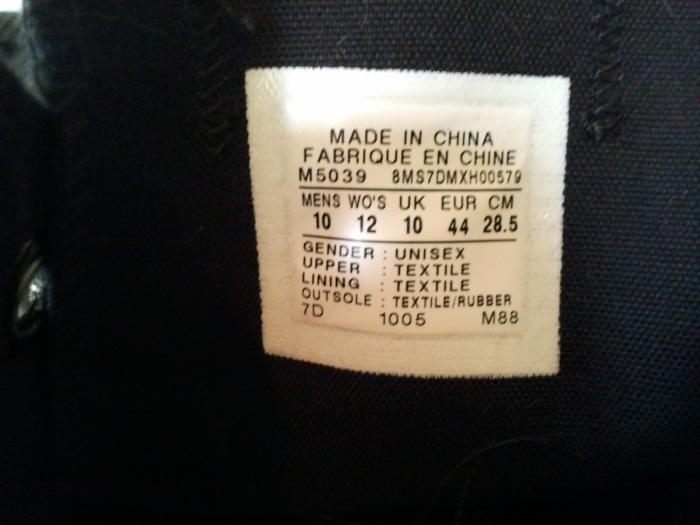 MADE IN CHINA
FABRIQUE EN CHINE
M5039 8MS7DMXH00579
MENS WO'S UK EUR CM
10 12 10 44 28.5
GENDER : UNISEX
UPPER : TEXTILE
LINING : TEXTILE
OUTSOLE : TEXTILE/RUBBER
7D 1005 M88